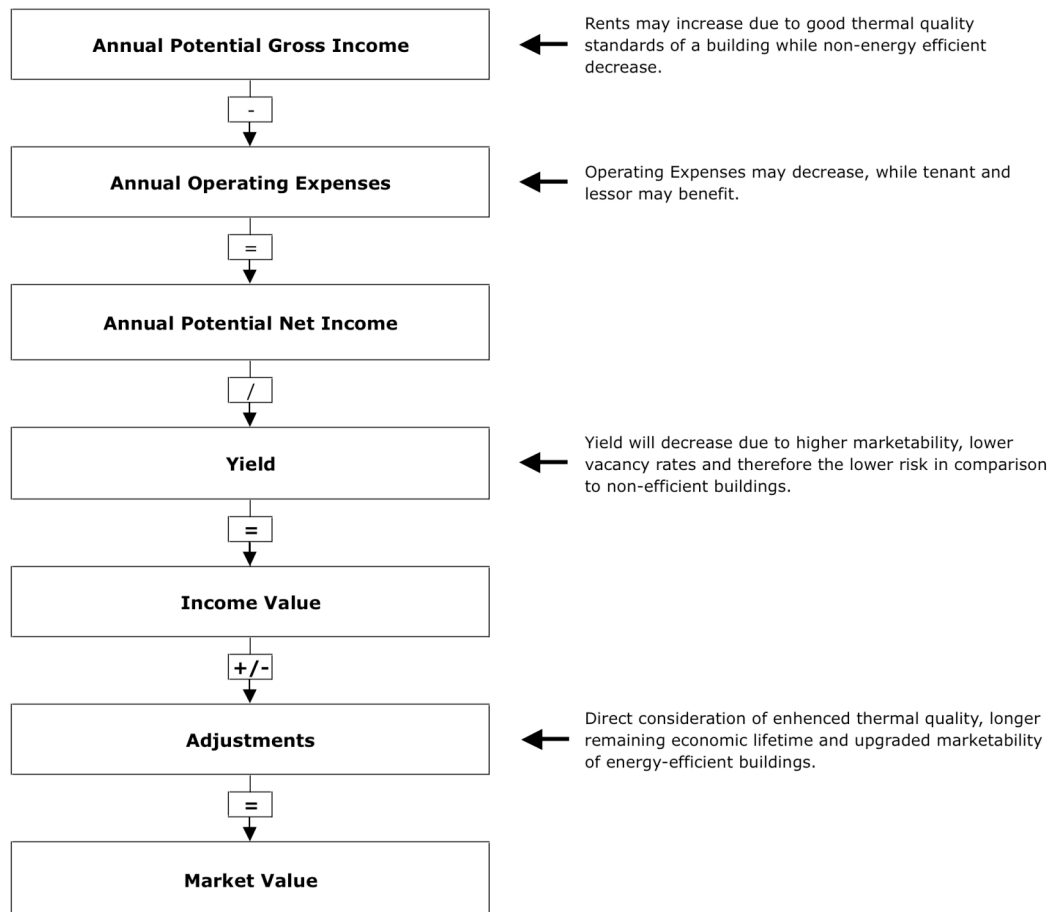 Annual Potential Gross Income
Rents may increase due to good thermal quality
standards of a building while non-energy efficient
decrease.
-
Annual Operating Expenses
Operating Expenses may decrease, while tenant and
lessor may benefit.
=
Annual Potential Net Income
/
Yield
Yield will decrease due to higher marketability, lower
vacancy rates and therefore the lower risk in comparison
to non-efficient buildings.
=
Income Value
+/-
Adjustments
Direct consideration of enhenced thermal quality, longer
remaining economic lifetime and upgraded marketability
of energy-efficient buildings.
=
Market Value